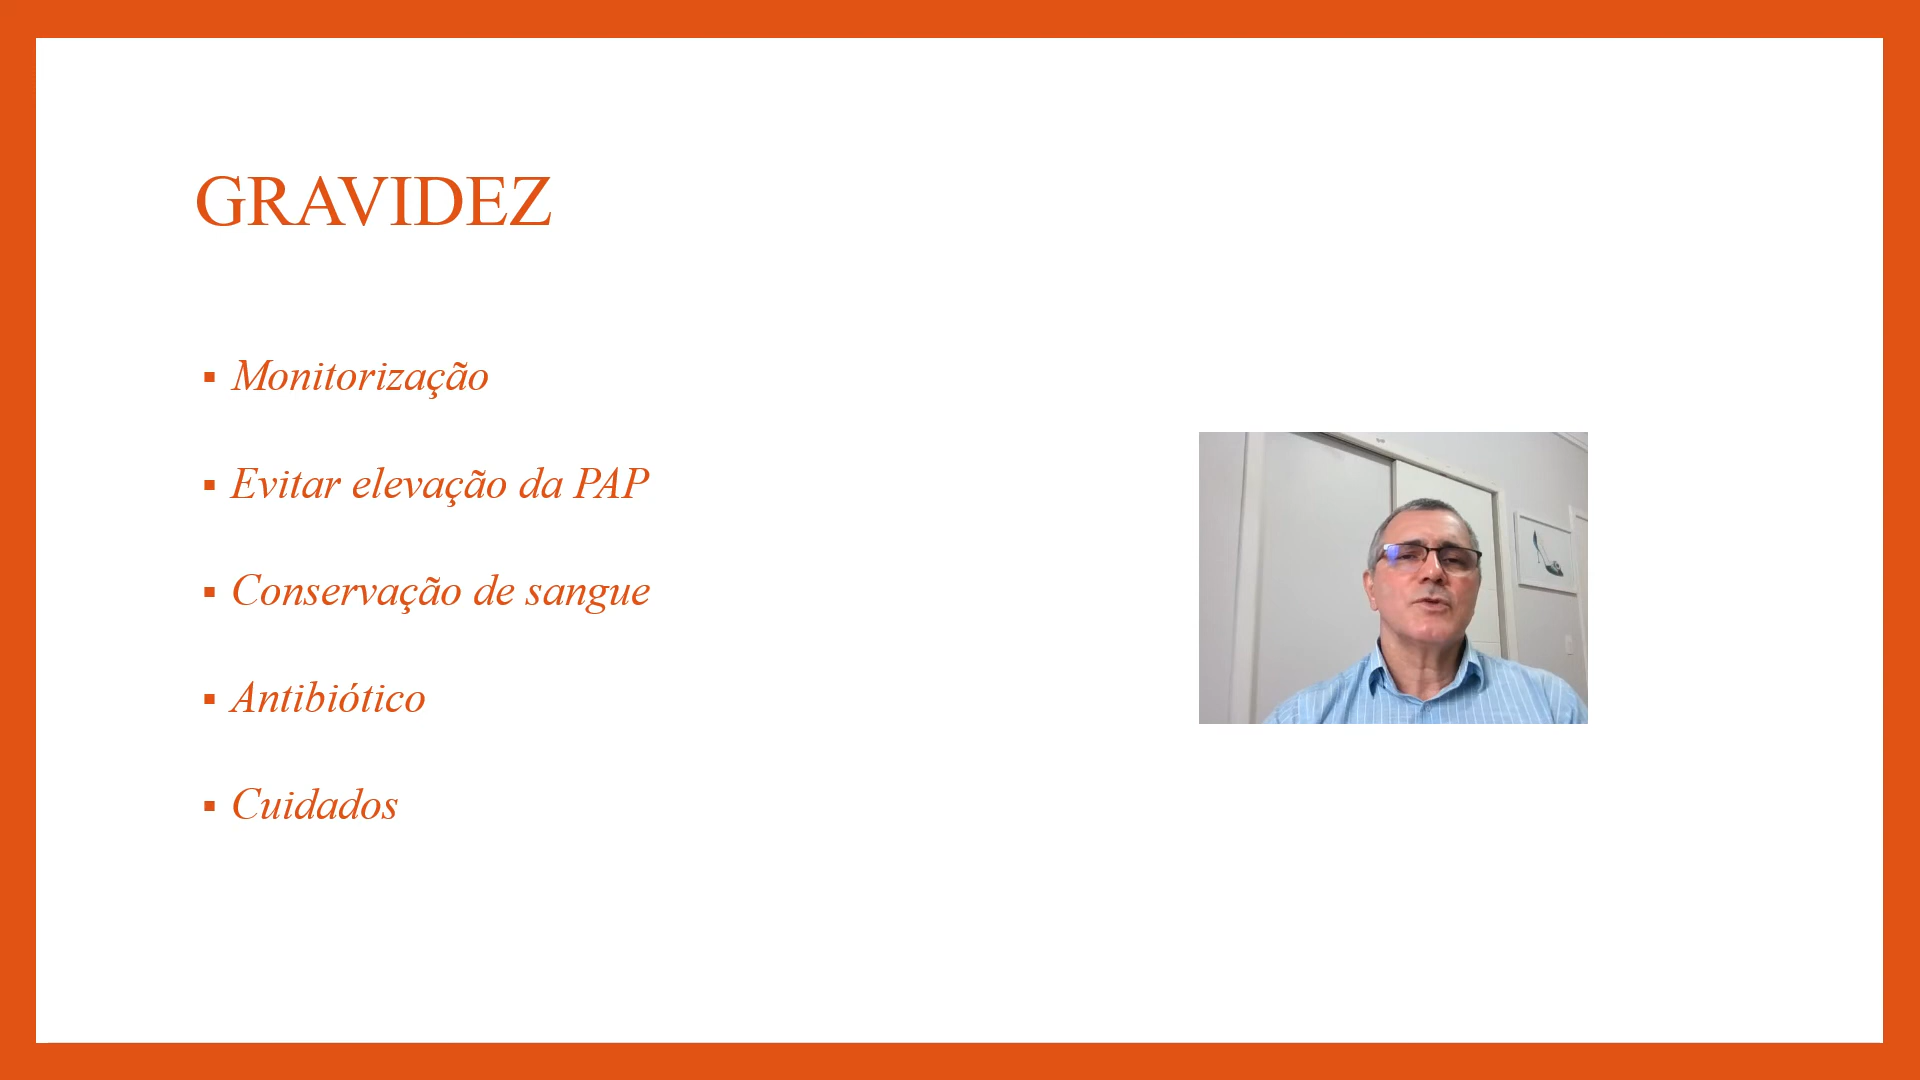 GRAVIDEZ
▪ Monitorização
▪ Evitar elevação da PAP
▪ Conservação de sangue
▪ Antibiótico
▪ Cuidados